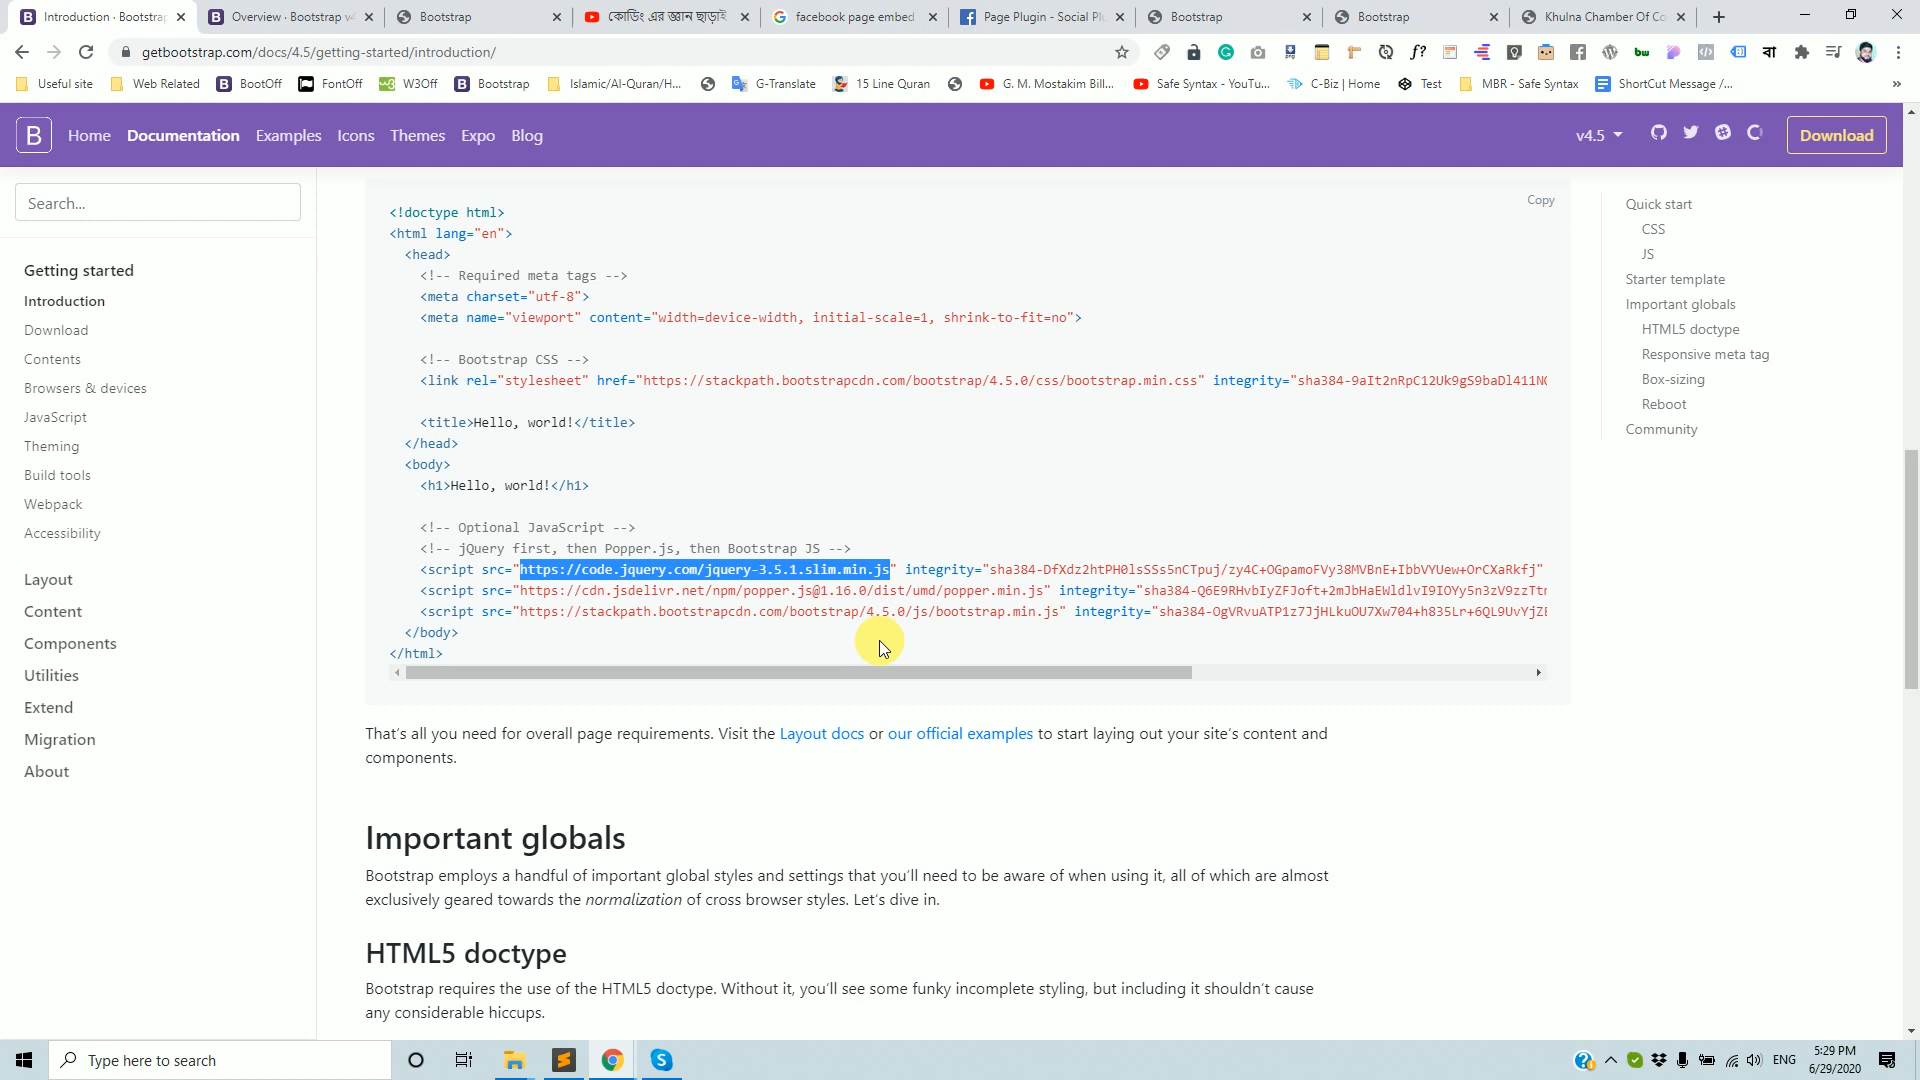 Introduction · Bootstrap
Overview · Bootstrap v4
Bootstrap
কোডিং এর জ্ঞান ছাড়াই
facebook page embed
Page Plugin - Social Pl
Bootstrap
Bootstrap
Khulna Chamber Of Co
getbootstrap.com/docs/4.5/getting-started/introduction/
Useful site
Web Related
BootOff
FontOff
W3Off
Bootstrap
Islamic/Al-Quran/H...
G-Translate
15 Line Quran
G. M. Mostakim Bill...
Safe Syntax - YouTu...
C-Biz | Home
Test
MBR - Safe Syntax
ShortCut Message /...
»
B
Home
Documentation
Examples
Icons
Themes
Expo
Blog
v4.5
Download
Search...
Getting started
Introduction
Download
Contents
Browsers & devices
JavaScript
Theming
Build tools
Webpack
Accessibility
Layout
Content
Components
Utilities
Extend
Migration
About
Copy
<!doctype html>
<html lang="en">
<head>
<!-- Required meta tags -->
<meta charset="utf-8">
<meta name="viewport" content="width=device-width, initial-scale=1, shrink-to-fit=no">
<!-- Bootstrap CSS -->
<link rel="stylesheet" href="https://stackpath.bootstrapcdn.com/bootstrap/4.5.0/css/bootstrap.min.css" integrity="sha384-9aIt2nRpC12Uk9gS9baDl411N
<title>Hello, world!</title>
</head>
<body>
<h1>Hello, world!</h1>
<!-- Optional JavaScript -->
<!-- jQuery first, then Popper.js, then Bootstrap JS -->
<script src="https://code.jquery.com/jquery-3.5.1.slim.min.js" integrity="sha384-DfXdz2htPH0lsSSs5nCTpuj/zy4C+OGpamoFVy38MVBnE+IbbVYUew+OrCXaRkfj"
<script src="https://cdn.jsdelivr.net/npm/popper.js@1.16.0/dist/umd/popper.min.js" integrity="sha384-Q6E9RHvbIyZFJoft+2mJbHaEWldlvI9IOYy5n3zV9zzTt
<script src="https://stackpath.bootstrapcdn.com/bootstrap/4.5.0/js/bootstrap.min.js" integrity="sha384-OgVRvuATP1z7JjHLkuOU7Xw704+h835Lr+6QL9UvYjZ
</body>
</html>
That's all you need for overall page requirements. Visit the Layout docs or our official examples to start laying out your site's content and
components.
Important globals
Bootstrap employs a handful of important global styles and settings that you'll need to be aware of when using it, all of which are almost
exclusively geared towards the normalization of cross browser styles. Let's dive in.
HTML5 doctype
Bootstrap requires the use of the HTML5 doctype. Without it, you'll see some funky incomplete styling, but including it shouldn't cause
any considerable hiccups.
Quick start
CSS
JS
Starter template
Important globals
HTML5 doctype
Responsive meta tag
Box-sizing
Reboot
Community
Type here to search
ENG
5:29 PM
6/29/2020